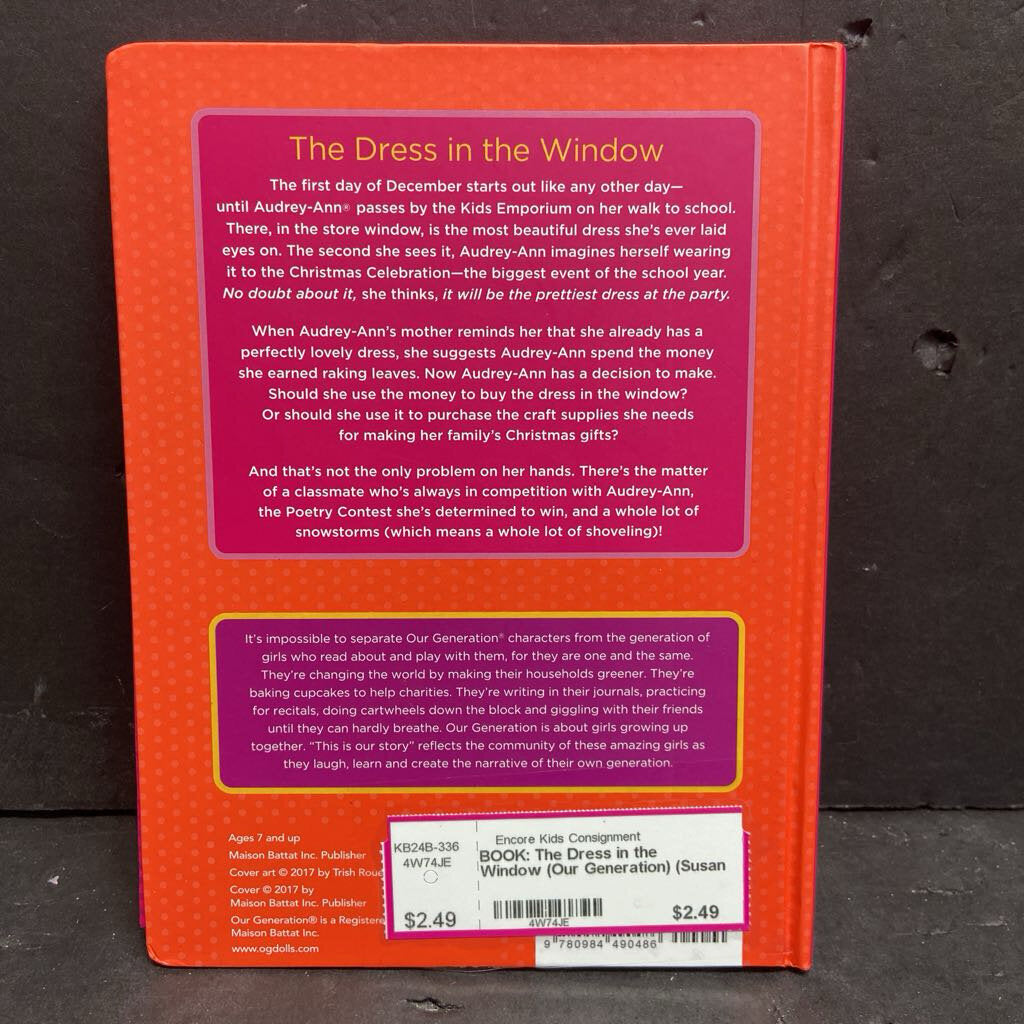 The Dress in the Window
The first day of December starts out like any other day—
until Audrey-Ann® passes by the Kids Emporium on her walk to school.
There, in the store window, is the most beautiful dress she's ever laid
eyes on. The second she sees it, Audrey-Ann imagines herself wearing
it to the Christmas Celebration—the biggest event of the school year.
No doubt about it, she thinks, it will be the prettiest dress at the party.
When Audrey-Ann's mother reminds her that she already has a
perfectly lovely dress, she suggests Audrey-Ann spend the money
she earned raking leaves. Now Audrey-Ann has a decision to make.
Should she use the money to buy the dress in the window?
Or should she use it to purchase the craft supplies she needs
for making her family's Christmas gifts?
And that's not the only problem on her hands. There's the matter
of a classmate who's always in competition with Audrey-Ann,
the Poetry Contest she's determined to win, and a whole lot of
snowstorms (which means a whole lot of shoveling)!
It's impossible to separate Our Generation® characters from the generation of
girls who read about and play with them, for they are one and the same.
They're changing the world by making their households greener. They're
baking cupcakes to help charities. They're writing in their journals, practicing
for recitals, doing cartwheels down the block and giggling with their friends
until they can hardly breathe. Our Generation is about girls growing up
together. "This is our story" reflects the community of these amazing girls as
they laugh, learn and create the narrative of their own generation.
Ages 7 and up
Maison Battat Inc. Publisher
Cover art © 2017 by Trish Roue
Cover © 2017 by
Maison Battat Inc. Publisher
Our Generation® is a Registere
Maison Battat Inc.
www.ogdolls.com
KB24B-336
4W74JE
$2.49
Encore Kids Consignment
BOOK: The Dress in the
Window (Our Generation) (Susan
4W74JE
$2.49
9 780984 490486